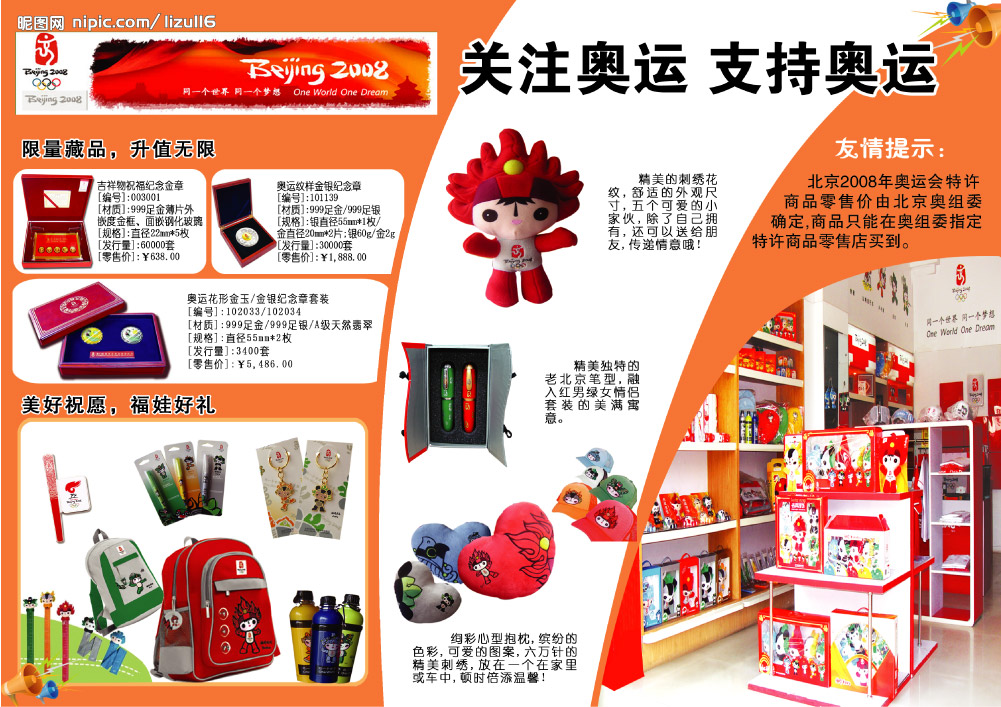 昵图网 nipic.com/lizull6
Beijing 2008
Beijing 2008
Beijing 2008
同一个世界 同一个梦想 One World One Dream
关注奥运 支持奥运
限量藏品，升值无限
吉祥物祝福纪念金章
[编号]:003001
[材质]:999足金薄片外
嵌厚金框、面嵌钢化玻璃
[规格]:直径22mm*5枚
[发行量]:60000套
[零售价]:￥638.00
奥运纹样金银纪念章
[编号]:101139
[材质]:999足金/999足银
[规格]:银直径55mm*1枚/
金直径20mm*2片;银60g/金2g
[发行量]:30000套
[零售价]:￥1,888.00
奥运花形金玉/金银纪念章套装
[编号]:102033/102034
[材质]:999足金/999足银/A级天然翡翠
[规格]:直径55mm*2枚
[发行量]:3400套
[零售价]:￥5,486.00
美好祝愿，福娃好礼
精美的刺绣花
纹，舒适的外观尺
寸，五个可爱的小
家伙，除了自己拥
有，还可以送给朋
友，传递情意哦！
精美独特的
老北京笔型，融
入红男绿女情侣
套装的美满寓
意。
绚彩心型抱枕，缤纷的
色彩，可爱的图案，六万针的
精美刺绣，放在一个在家里
或车中，顿时倍添温馨！
友情提示：
北京2008年奥运会特许
商品零售价由北京奥组委
确定,商品只能在奥组委指定
特许商品零售店买到。
Beijing 2008
同一个世界 同一个梦想
One World One Dream